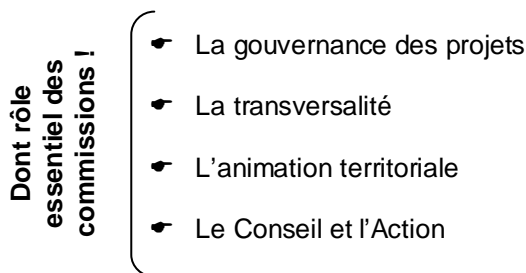 Dont rôle
essentiel des
commissions !
☛ La gouvernance des projets
☛ La transversalité
☛ L'animation territoriale
☛ Le Conseil et l'Action